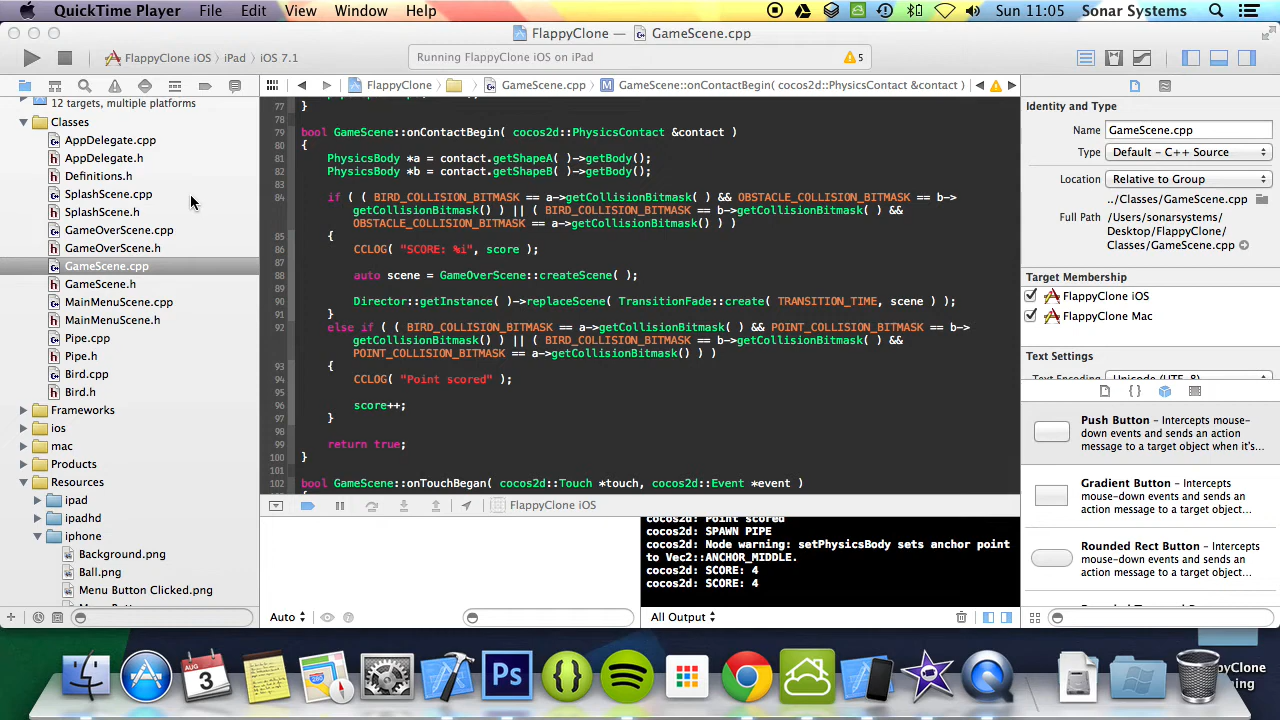 QuickTime Player File Edit View Window Help Sun 11:05 Sonar Systems
FlappyClone — GameScene.cpp
FlappyClone iOS › iPad › iOS 7.1
Running FlappyClone iOS on iPad
5
FlappyClone › GameScene.cpp › GameScene::onContactBegin( cocos2d::PhysicsContact &contact )
12 targets, multiple platforms
Classes
AppDelegate.cpp
AppDelegate.h
Definitions.h
SplashScene.cpp
SplashScene.h
GameOverScene.cpp
GameOverScene.h
GameScene.cpp
GameScene.h
MainMenuScene.cpp
MainMenuScene.h
Pipe.cpp
Pipe.h
Bird.cpp
Bird.h
Frameworks
ios
mac
Products
Resources
ipad
ipadhd
iphone
Background.png
Ball.png
Menu Button Clicked.png
77 }
78
79 bool GameScene::onContactBegin( cocos2d::PhysicsContact &contact )
80 {
81 PhysicsBody *a = contact.getShapeA( )->getBody();
82 PhysicsBody *b = contact.getShapeB( )->getBody();
83
84 if ( ( BIRD_COLLISION_BITMASK == a->getCollisionBitmask( ) && OBSTACLE_COLLISION_BITMASK == b->
getCollisionBitmask() ) || ( BIRD_COLLISION_BITMASK == b->getCollisionBitmask( ) &&
OBSTACLE_COLLISION_BITMASK == a->getCollisionBitmask() ) )
85 {
86 CCLOG( "SCORE: %i", score );
87
88 auto scene = GameOverScene::createScene( );
89
90 Director::getInstance( )->replaceScene( TransitionFade::create( TRANSITION_TIME, scene ) );
91 }
92 else if ( ( BIRD_COLLISION_BITMASK == a->getCollisionBitmask( ) && POINT_COLLISION_BITMASK == b->
getCollisionBitmask() ) || ( BIRD_COLLISION_BITMASK == b->getCollisionBitmask( ) &&
POINT_COLLISION_BITMASK == a->getCollisionBitmask() ) )
93 {
94 CCLOG( "Point scored" );
95
96 score++;
97 }
98
99 return true;
100 }
101
102 bool GameScene::onTouchBegan( cocos2d::Touch *touch, cocos2d::Event *event )
FlappyClone iOS
cocos2d: Point scored
cocos2d: SPAWN PIPE
cocos2d: Node warning: setPhysicsBody sets anchor point
to Vec2::ANCHOR_MIDDLE.
cocos2d: SCORE: 4
cocos2d: SCORE: 4
Auto
All Output
Identity and Type
Name GameScene.cpp
Type Default - C++ Source
Location Relative to Group
../Classes/GameScene.cpp
Full Path /Users/sonarsystems/
Desktop/FlappyClone/
Classes/GameScene.cpp
Target Membership
FlappyClone iOS
FlappyClone Mac
Text Settings
Text Encoding Unicode (UTF-8)
Push Button – Intercepts mouse-
down events and sends an action
message to a target object when it's...
Gradient Button – Intercepts
mouse-down events and sends an
action message to a target object...
Rounded Rect Button – Intercepts
mouse-down events and sends an
action message to a target object...
AUG
3
Ps